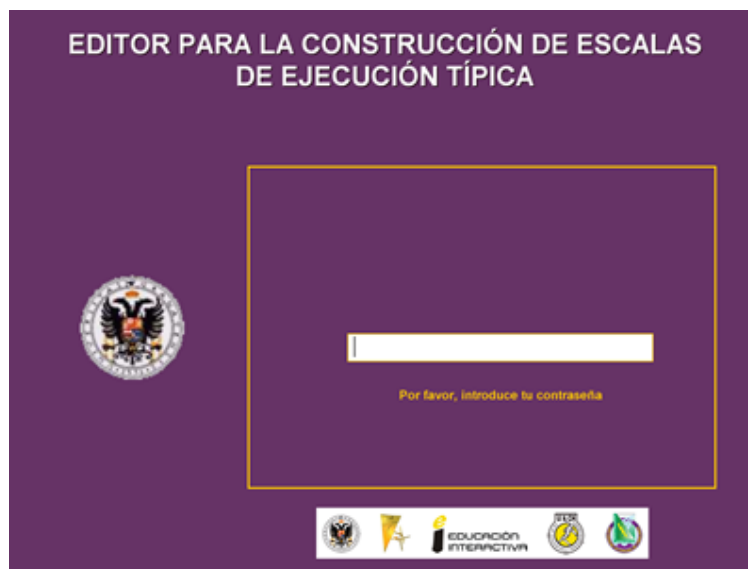 EDITOR PARA LA CONSTRUCCIÓN DE ESCALAS
DE EJECUCIÓN TÍPICA
Por favor, introduce tu contraseña
EDUCACIÓN
INTERACTIVA